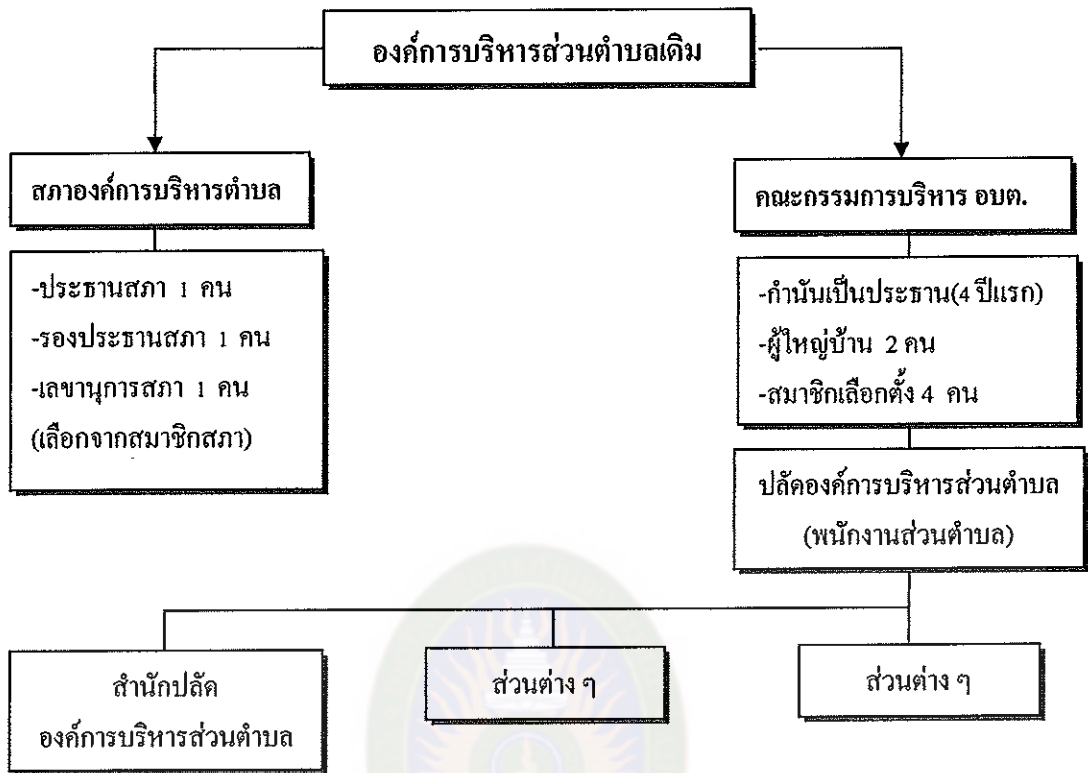 องค์การบริหารส่วนตำบลเดิม
สภาองค์การบริหารตำบล
-ประธานสภา 1 คน
-รองประธานสภา 1 คน
-เลขานุการสภา 1 คน
(เลือกจากสมาชิกสภา)
คณะกรรมการบริหาร อบต.
-กำนันเป็นประธาน(4 ปีแรก)
-ผู้ใหญ่บ้าน 2 คน
-สมาชิกเลือกตั้ง 4 คน
ปลัดองค์การบริหารส่วนตำบล
(พนักงานส่วนตำบล)
สำนักปลัด
องค์การบริหารส่วนตำบล
ส่วนต่าง ๆ
ส่วนต่าง ๆ